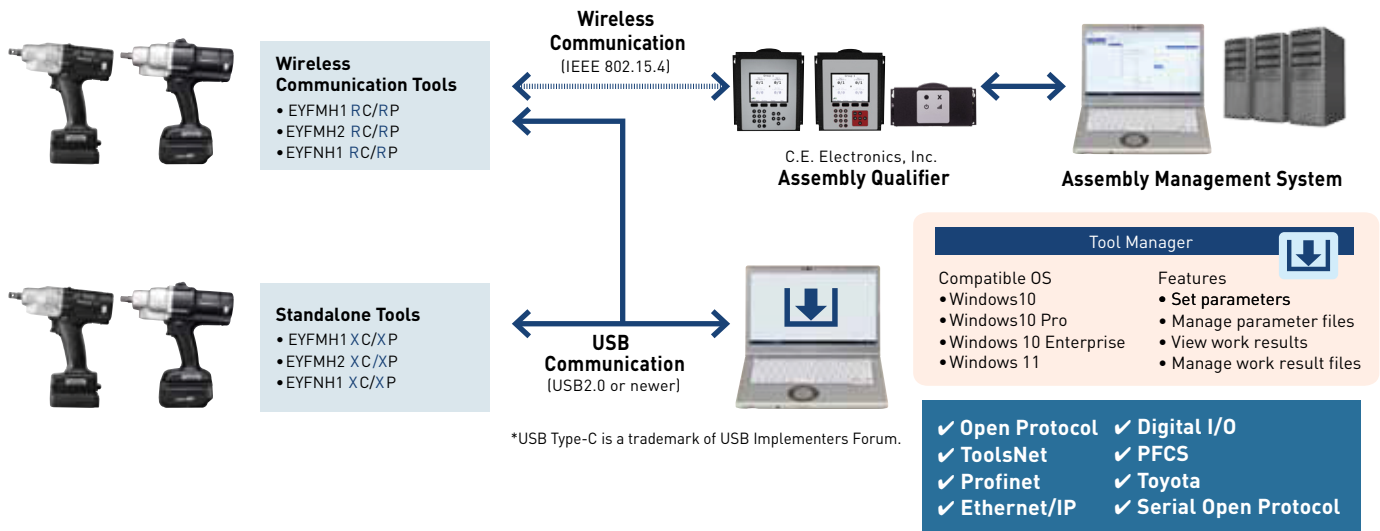 Wireless
Communication Tools
• EYFMH1 RC/RP
• EYFMH2 RC/RP
• EYFNH1 RC/RP
Wireless
Communication
(IEEE 802.15.4)
C.E. Electronics, Inc.
Assembly Qualifier
Assembly Management System
Standalone Tools
• EYFMH1 XC/XP
• EYFMH2 XC/XP
• EYFNH1 XC/XP
USB
Communication
(USB2.0 or newer)
*USB Type-C is a trademark of USB Implementers Forum.
Tool Manager
Compatible OS
• Windows10
• Windows10 Pro
• Windows 10 Enterprise
• Windows 11
Features
• Set parameters
• Manage parameter files
• View work results
• Manage work result files
✔ Open Protocol
✔ ToolsNet
✔ Profinet
✔ Ethernet/IP
✔ Digital I/O
✔ PFCS
✔ Toyota
✔ Serial Open Protocol